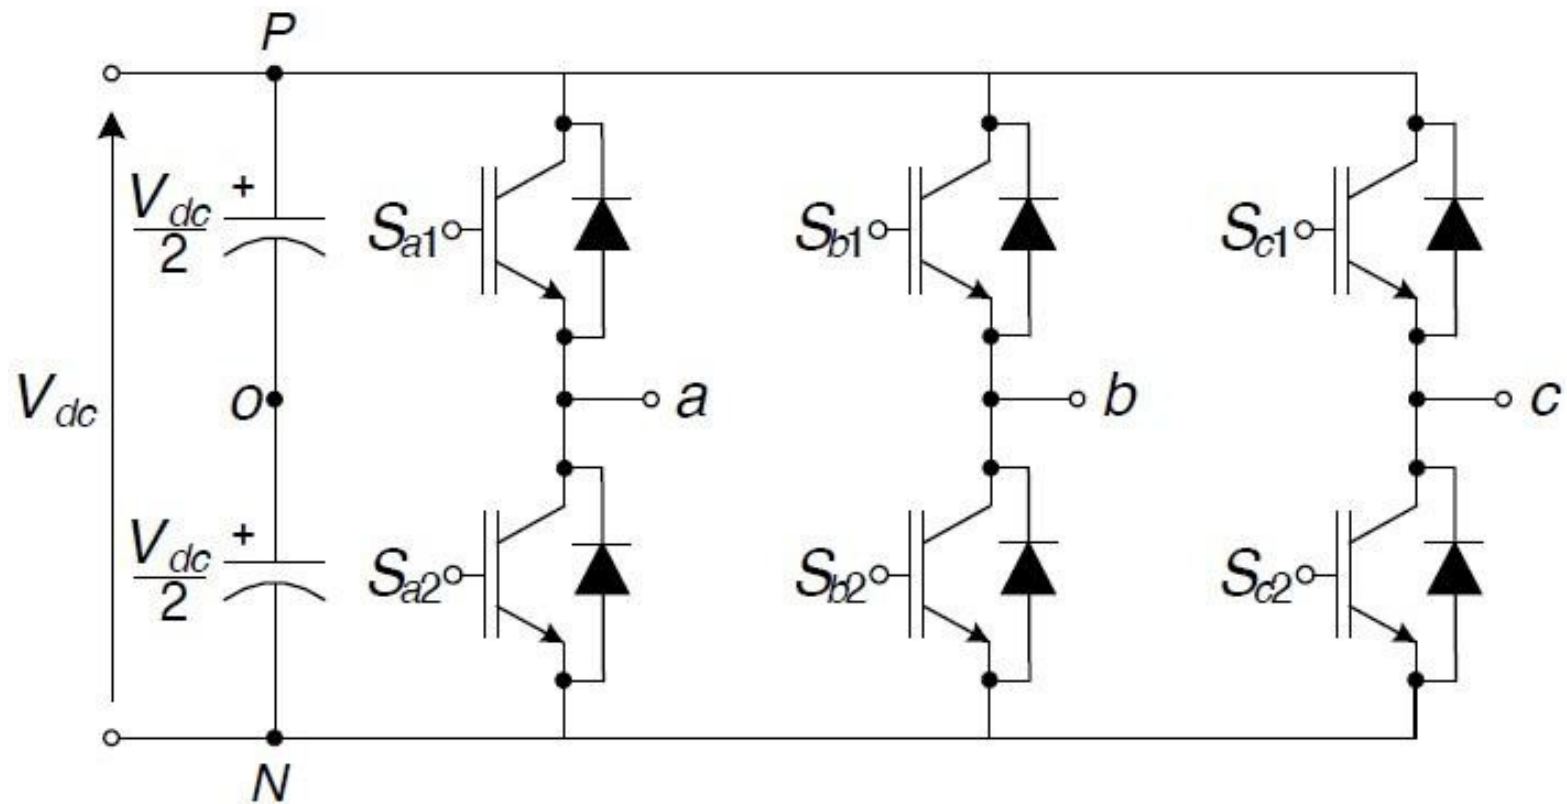 P
V_dc/2 +
S_a1
S_b1
S_c1
V_dc
o
a
b
c
V_dc/2 +
S_a2
S_b2
S_c2
N